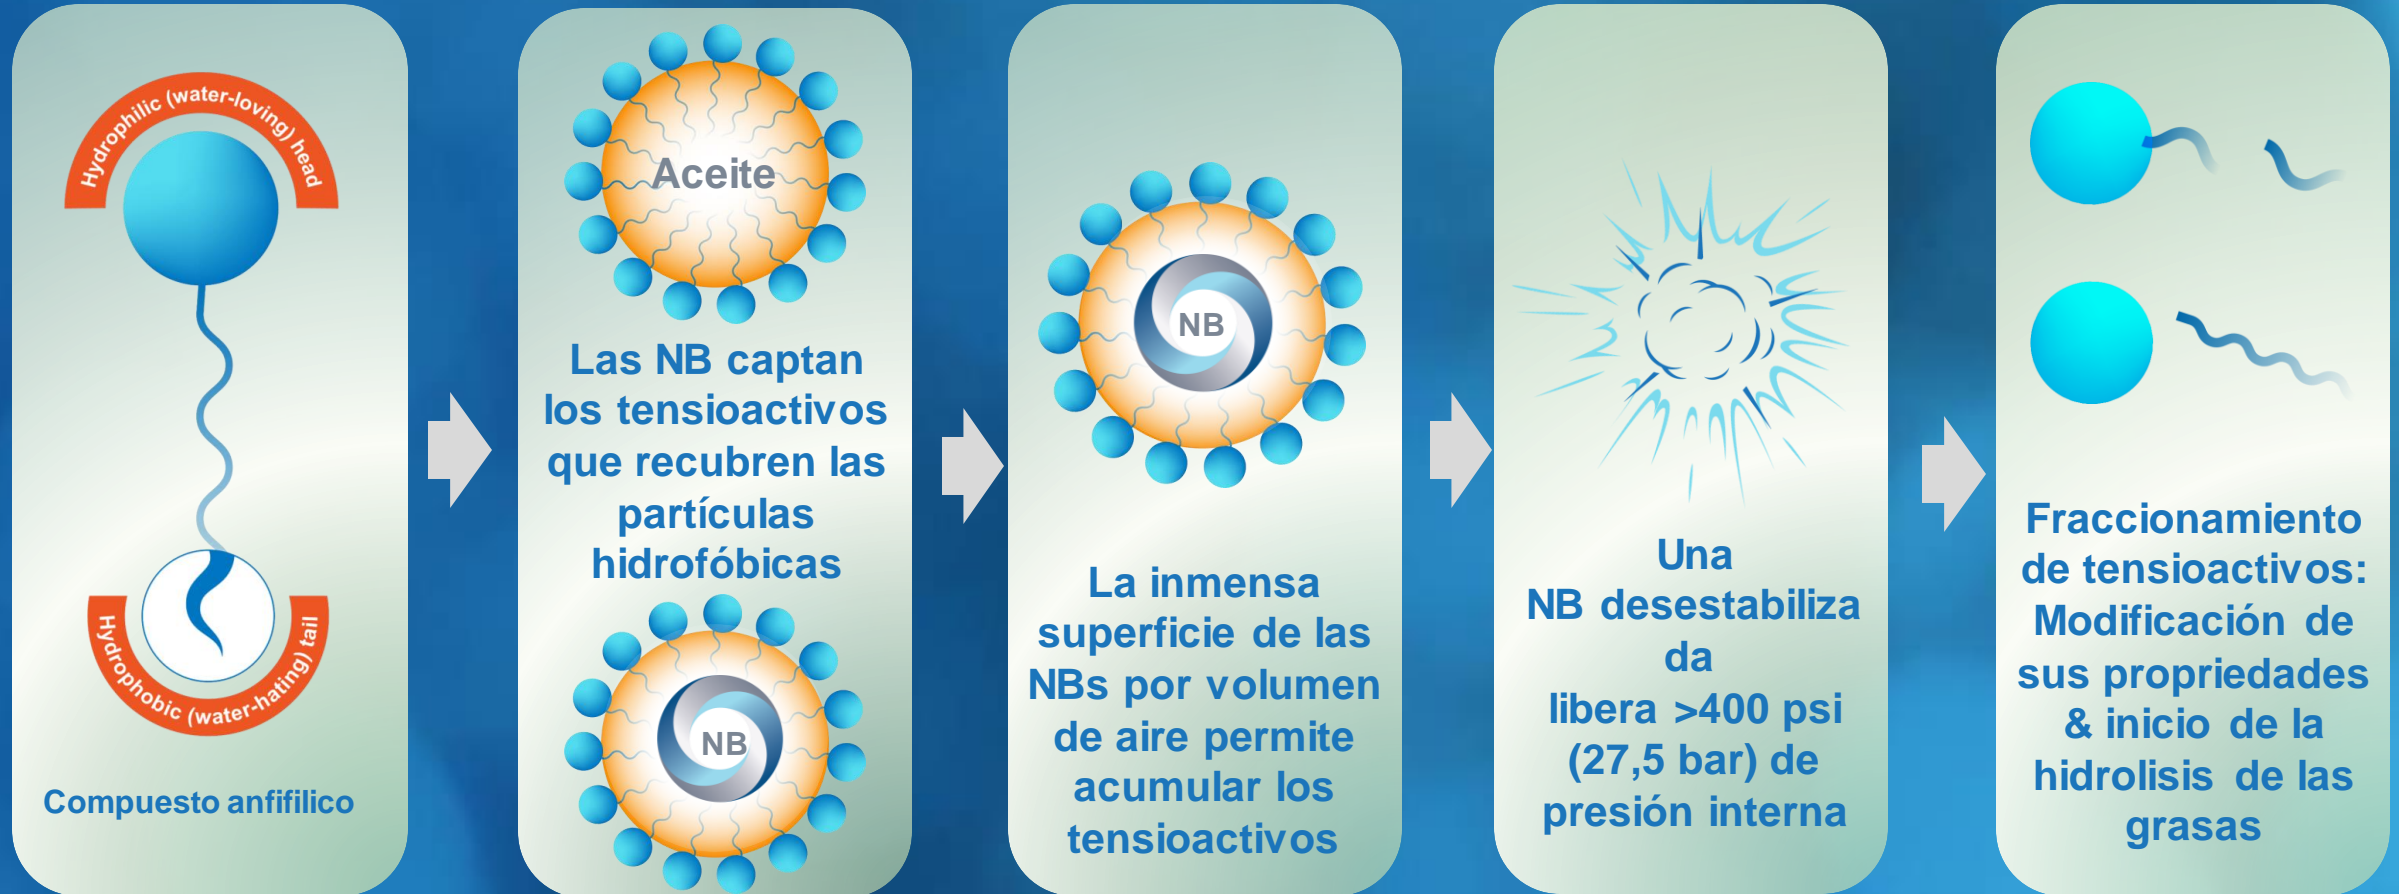 Hydrophilic (water-loving) head
Hydrophobic (water-hating) tail
Compuesto anfifilico
Aceite
Las NB captan
los tensioactivos
que recubren las
partículas
hidrofóbicas
NB
NB
La inmensa
superficie de las
NBs por volumen
de aire permite
acumular los
tensioactivos
Una
NB desestabiliza
da
libera >400 psi
(27,5 bar) de
presión interna
Fraccionamiento
de tensioactivos:
Modificación de
sus propriedades
& inicio de la
hidrolisis de las
grasas